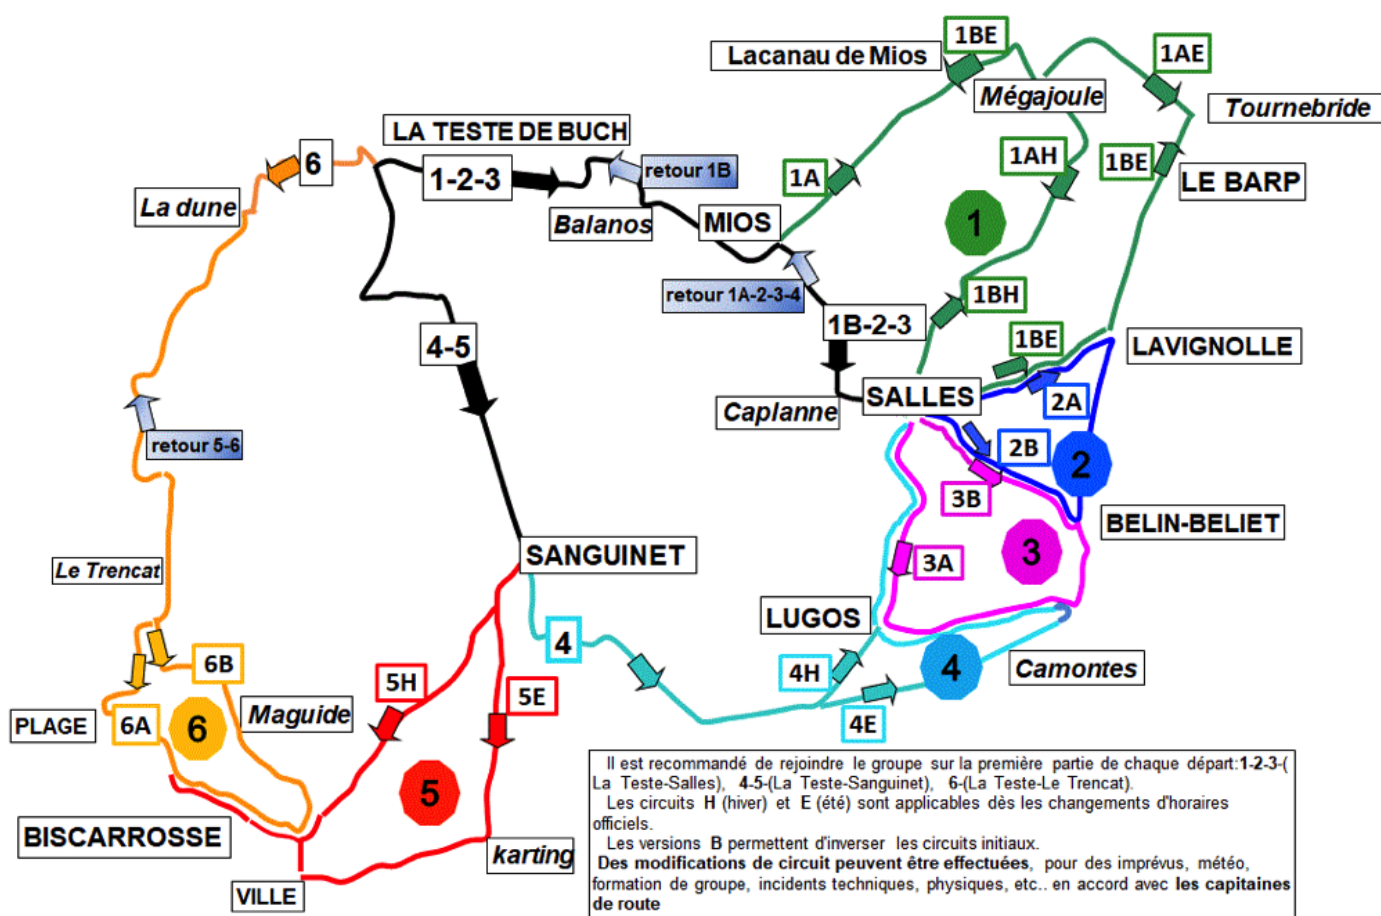 1BE
Lacanau de Mios
1AE
Mégajoule
Tournebride
LA TESTE DE BUCH
6
1-2-3
retour 1B
1A
1AH
1BE
LE BARP
La dune
Balanos
MIOS
1
retour 1A-2-3-4
1BH
1B-2-3
4-5
1BE
LAVIGNOLLE
SALLES
2A
Caplanne
retour 5-6
2B
2
3B
BELIN-BELIET
SANGUINET
3
Le Trencat
3A
LUGOS
4
6B
5H
4H
4
Camontes
5E
Maguide
PLAGE
6A
6
4E
5
BISCARROSSE
karting
VILLE
Il est recommandé de rejoindre le groupe sur la première partie de chaque départ:1-2-3-(
La Teste-Salles), 4-5-(La Teste-Sanguinet), 6-(La Teste-Le Trencat).
Les circuits H (hiver) et E (été) sont applicables dès les changements d'horaires
officiels.
Les versions B permettent d'inverser les circuits initiaux.
Des modifications de circuit peuvent être effectuées, pour des imprévus, météo,
formation de groupe, incidents techniques, physiques, etc.. en accord avec les capitaines
de route